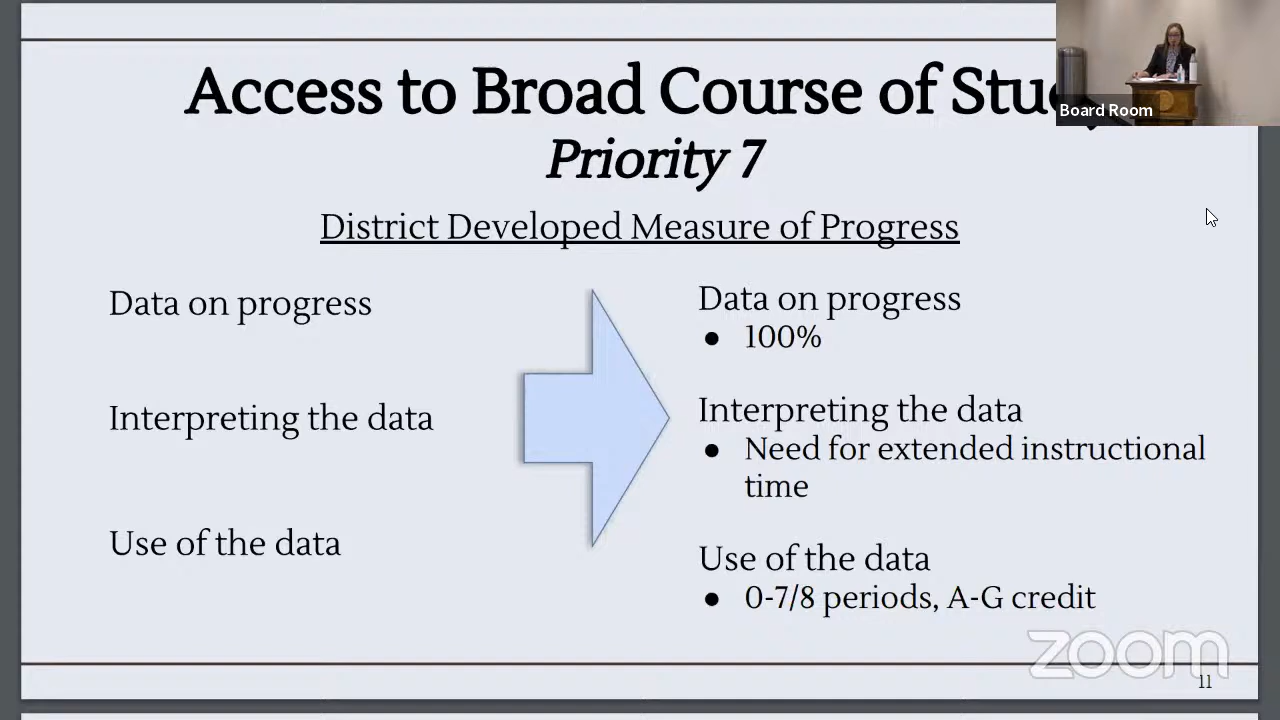 Access to Broad Course of
Board Room
Priority 7
District Developed Measure of Progress
Data on progress
Interpreting the data
Use of the data
Data on progress
● 100%
Interpreting the data
● Need for extended instructional
time
Use of the data
● 0-7/8 periods, A-G credit
zoom
11